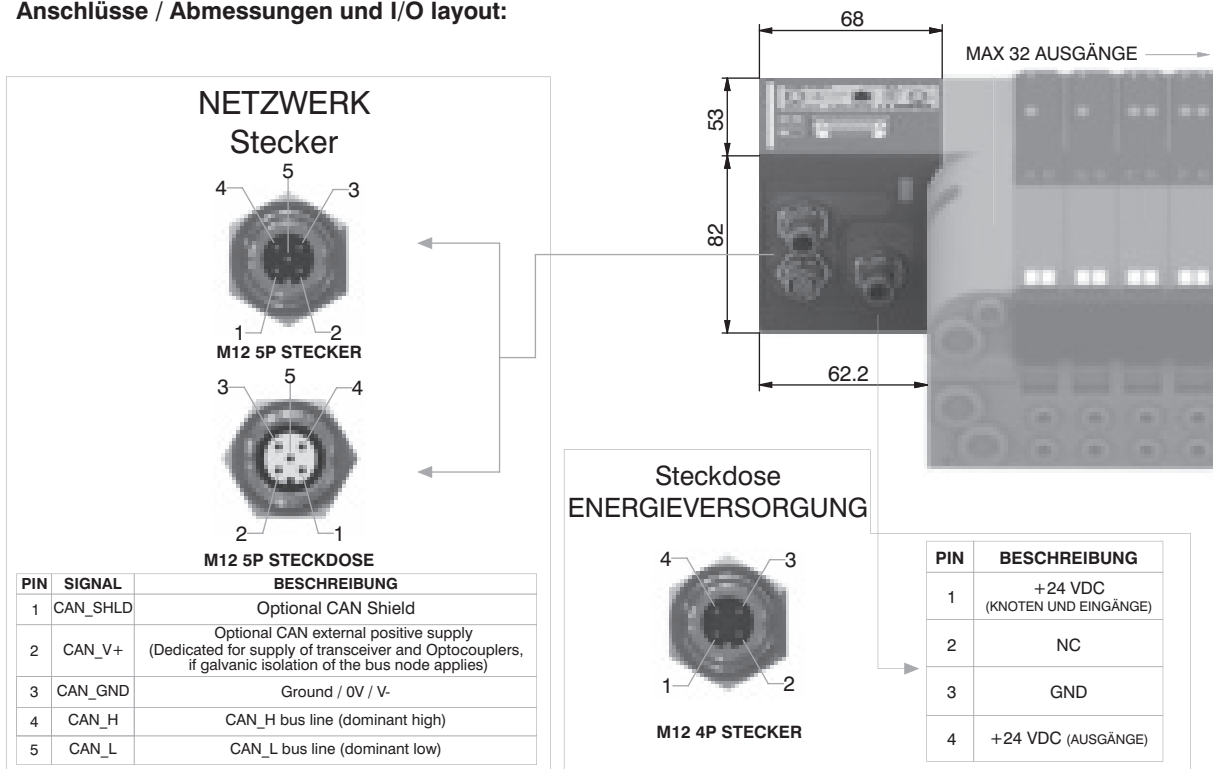 Anschlüsse / Abmessungen und I/O layout:
68
MAX 32 AUSGÄNGE
53
82
62.2
NETZWERK
Stecker
5
4
3
1
2
M12 5P STECKER
5
3
4
2
1
M12 5P STECKDOSE
PIN SIGNAL BESCHREIBUNG
1 CAN_SHLD Optional CAN Shield
2 CAN_V+ Optional CAN external positive supply
(Dedicated for supply of transceiver and Optocouplers,
if galvanic isolation of the bus node applies)
3 CAN_GND Ground / 0V / V-
4 CAN_H CAN_H bus line (dominant high)
5 CAN_L CAN_L bus line (dominant low)
Steckdose
ENERGIEVERSORGUNG
4
3
1
2
M12 4P STECKER
PIN BESCHREIBUNG
1 +24 VDC
(KNOTEN UND EINGÄNGE)
2 NC
3 GND
4 +24 VDC (AUSGÄNGE)